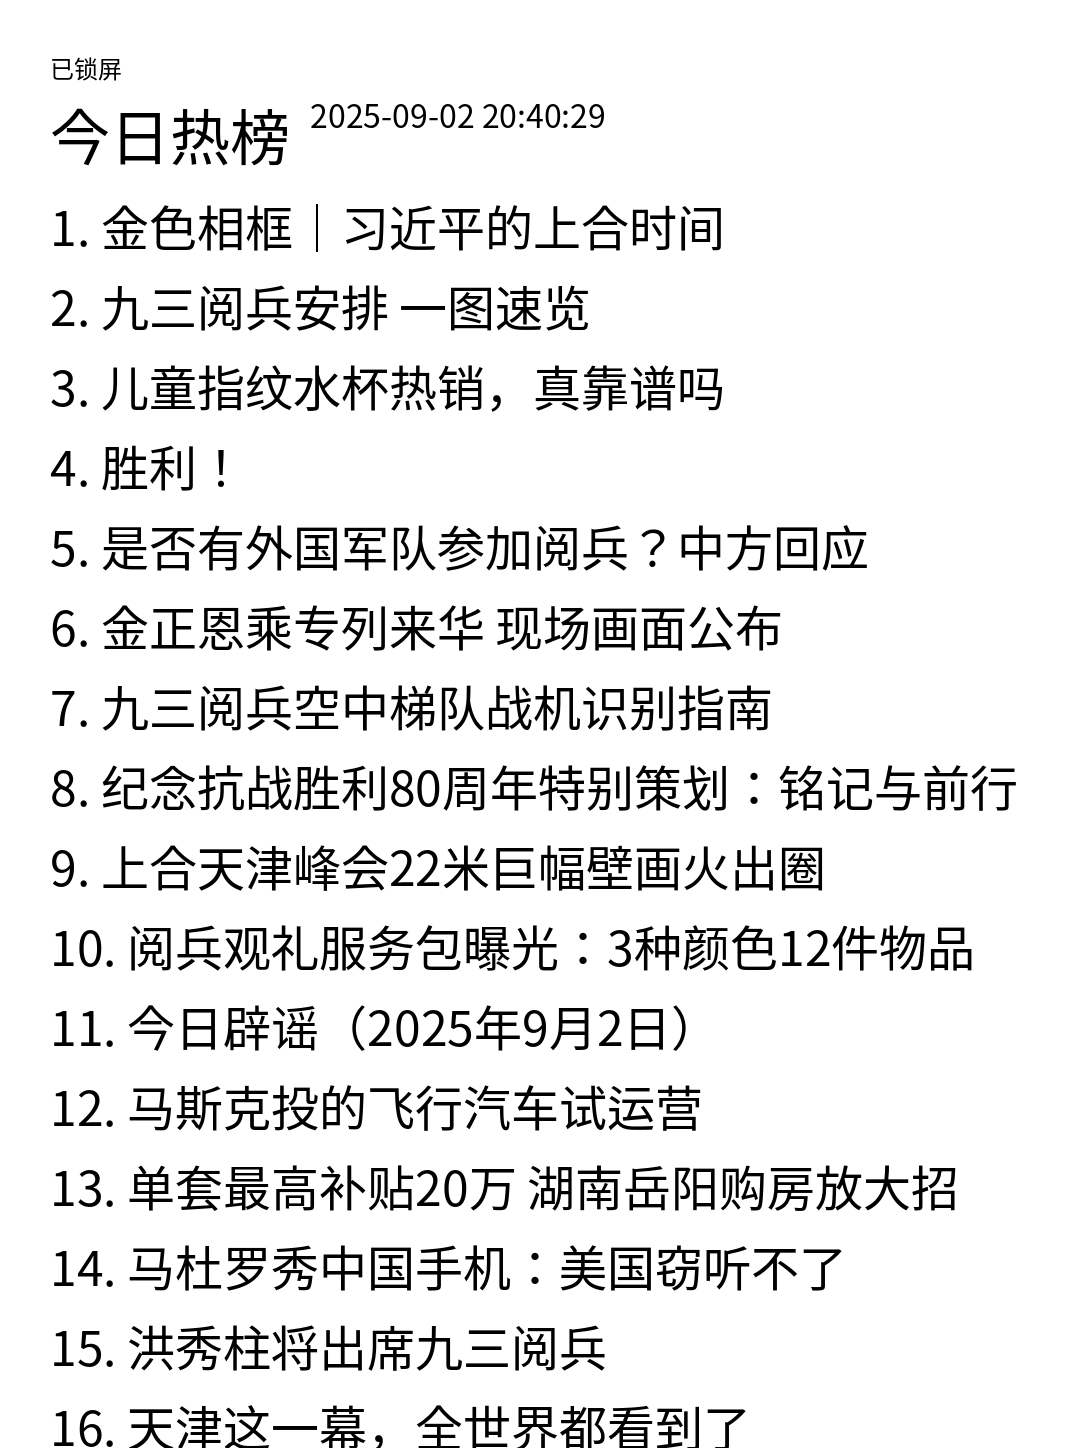 已锁屏
今日热榜 2025-09-02 20:40:29
1. 金色相框｜习近平的上合时间
2. 九三阅兵安排 一图速览
3. 儿童指纹水杯热销，真靠谱吗
4. 胜利！
5. 是否有外国军队参加阅兵？中方回应
6. 金正恩乘专列来华 现场画面公布
7. 九三阅兵空中梯队战机识别指南
8. 纪念抗战胜利80周年特别策划：铭记与前行
9. 上合天津峰会22米巨幅壁画火出圈
10. 阅兵观礼服务包曝光：3种颜色12件物品
11. 今日辟谣（2025年9月2日）
12. 马斯克投的飞行汽车试运营
13. 单套最高补贴20万 湖南岳阳购房放大招
14. 马杜罗秀中国手机：美国窃听不了
15. 洪秀柱将出席九三阅兵
16. 天津这一幕，全世界都看到了